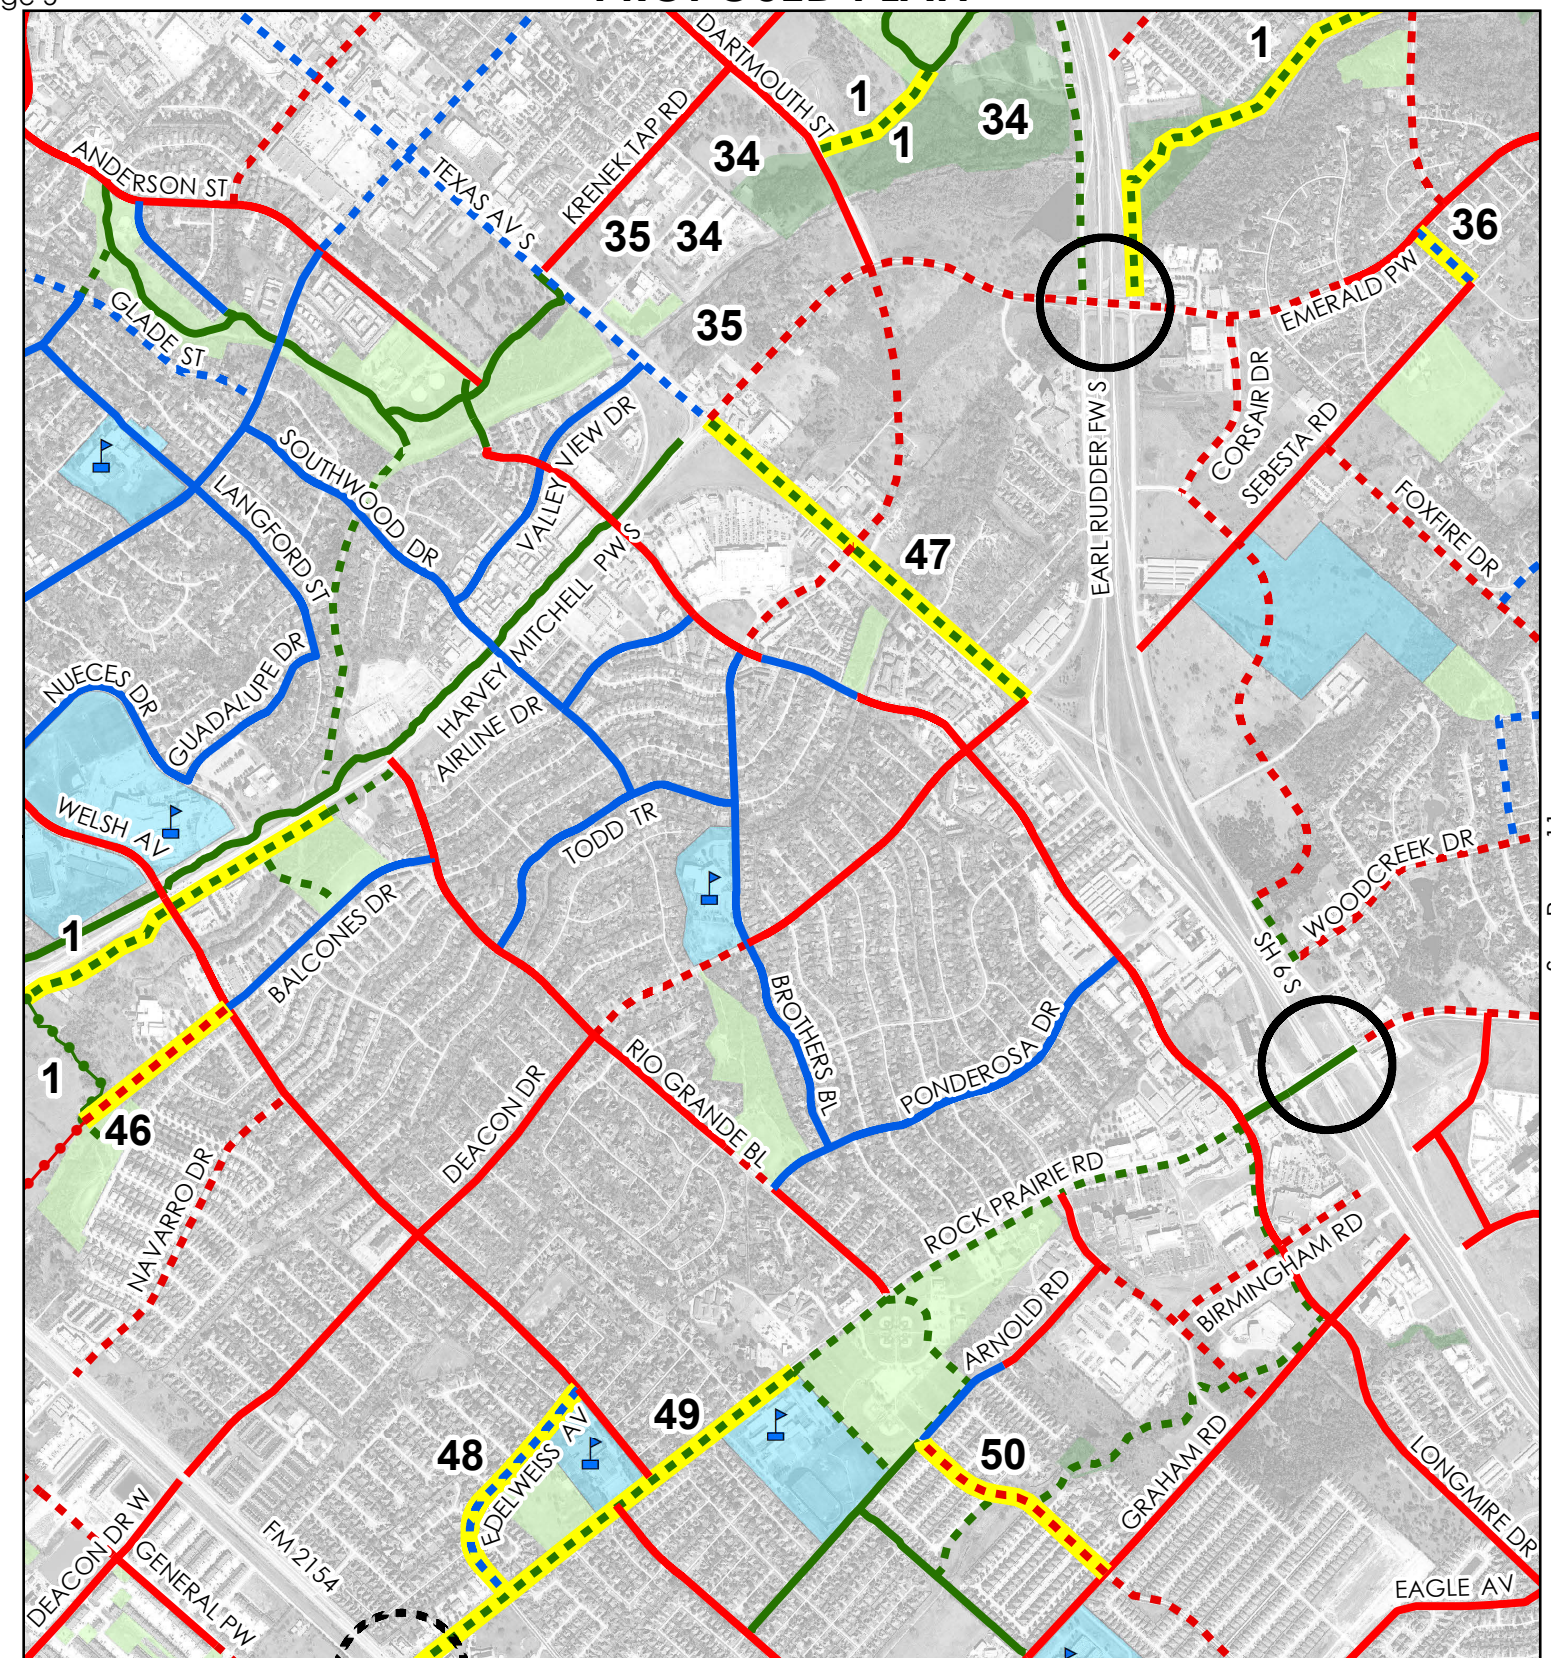 DARTMOUTH ST
1
1
1
34
34
KRENEK TAP RD
ANDERSON ST
TEXAS AV S
35
34
36
EMERALD PW
GLADE ST
35
CORSAIR DR
EARL RUDDER FW S
SEBESTA RD
VALLEY VIEW DR
SOUTHWOOD DR
LANGFORD ST
FOXFIRE DR
47
HARVEY MITCHELL PW S
NUECES DR
GUADALUPE DR
AIRLINE DR
WELSH AV
TODD TR
WOODCREEK DR
BALCONES DR
1
SH 6 S
BROTHERS BL
PONDEROSA DR
1
46
RIO GRANDE BL
DEACON DR
NAVARRO DR
ROCK PRAIRIE RD
BIRMINGHAM RD
ARNOLD RD
48
EDELWEISS AV
49
50
GRAHAM RD
LONGMIRE DR
DEACON DR W
GENERAL PW
FM 2154
EAGLE AV